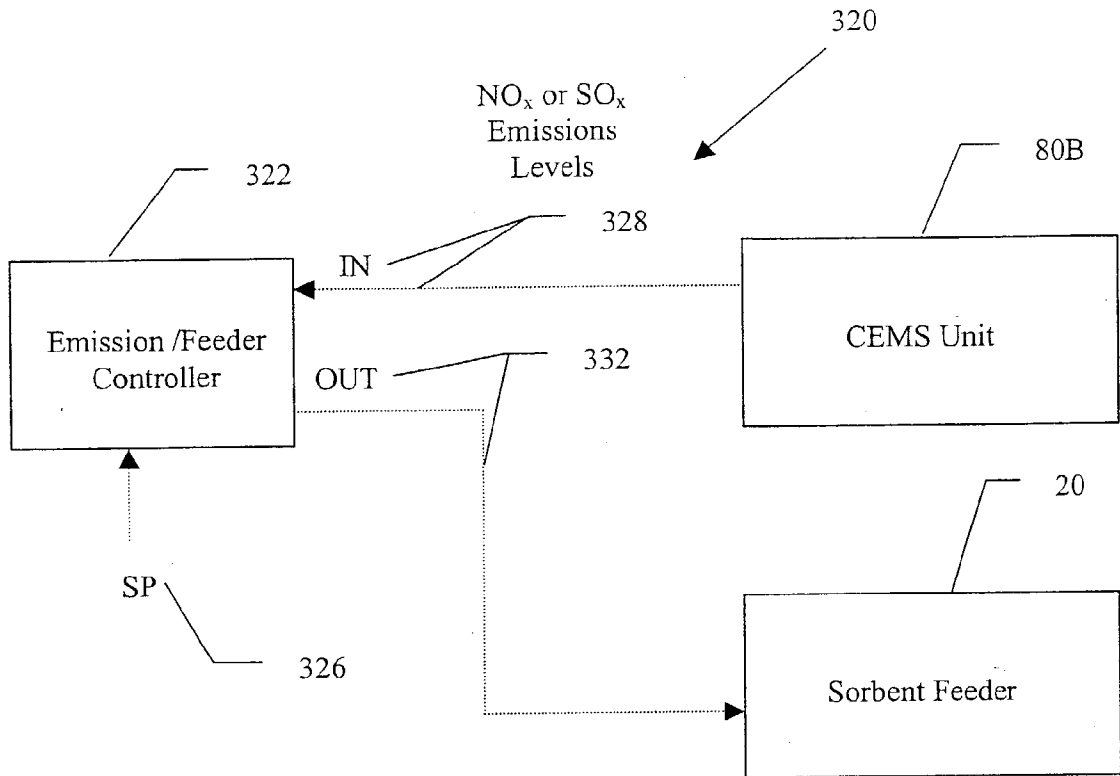 320
NOx or SOx
Emissions
Levels
322
80B
328
IN
Emission /Feeder
Controller
CEMS Unit
OUT
332
20
SP
326
Sorbent Feeder